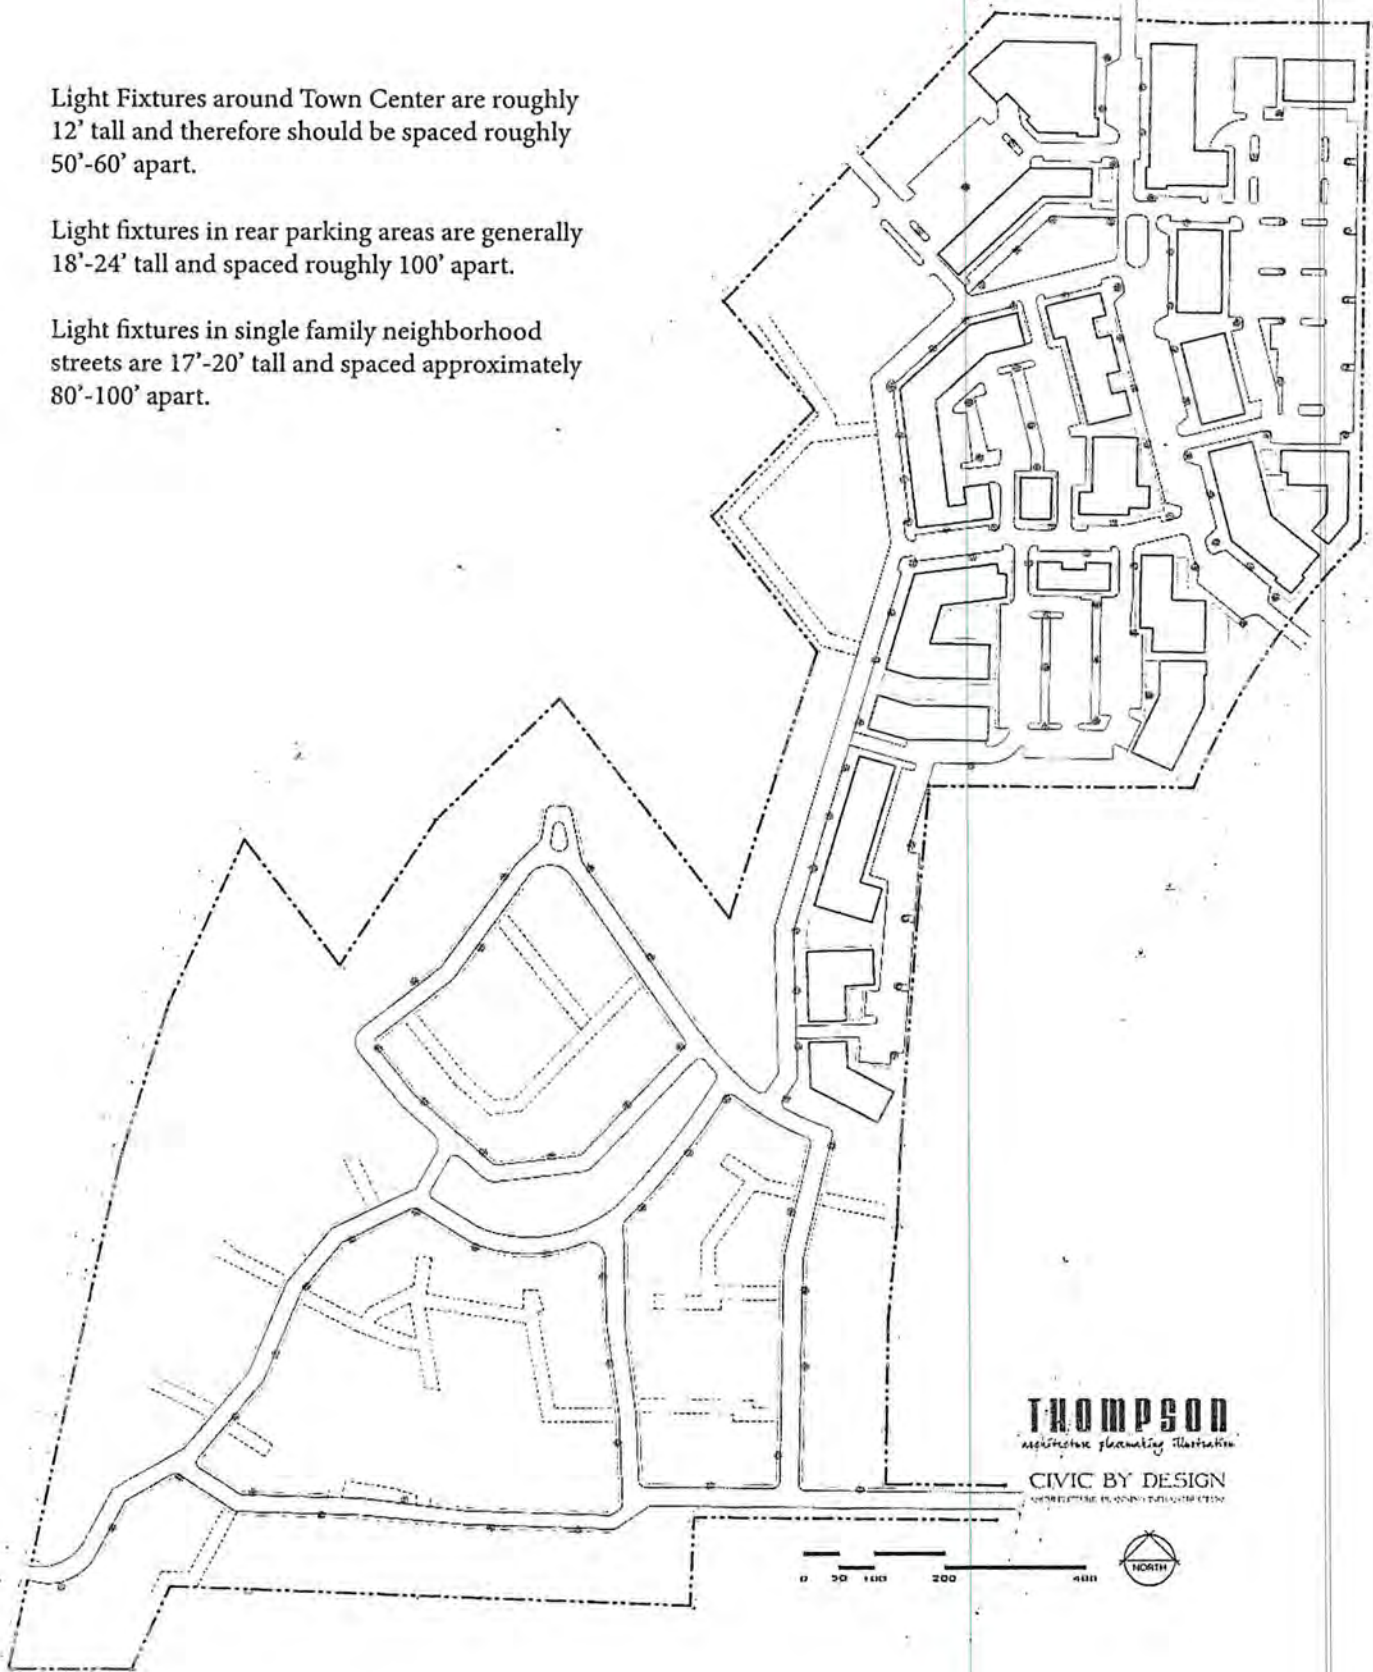 Light Fixtures around Town Center are roughly
12' tall and therefore should be spaced roughly
50'-60' apart.
Light fixtures in rear parking areas are generally
18'-24' tall and spaced roughly 100' apart.
Light fixtures in single family neighborhood
streets are 17'-20' tall and spaced approximately
80'-100' apart.
THOMPSON
architecture placemaking illustration
CIVIC BY DESIGN
0 50 100 200 400
NORTH